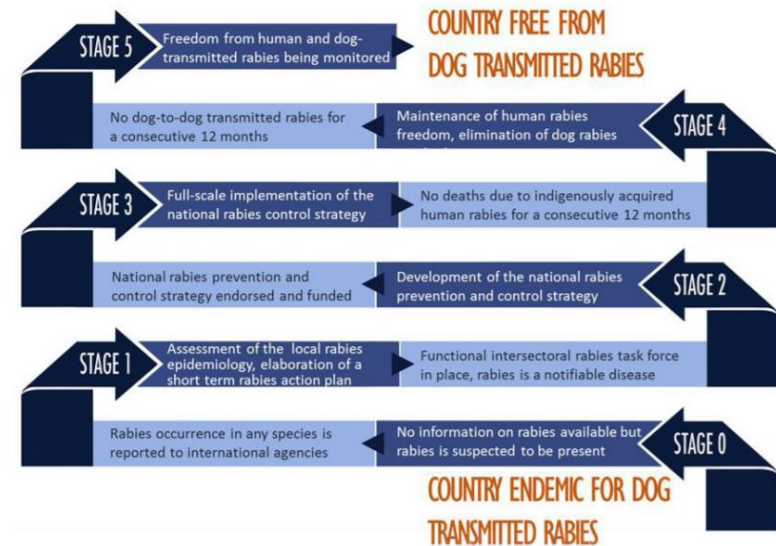 STAGE 5
Freedom from human and dog-
transmitted rabies being monitored
COUNTRY FREE FROM
DOG TRANSMITTED RABIES
No dog-to-dog transmitted rabies for
a consecutive 12 months
Maintenance of human rabies
freedom, elimination of dog rabies
STAGE 4
STAGE 3
Full-scale implementation of the
national rabies control strategy
No deaths due to indigenously acquired
human rabies for a consecutive 12 months
National rabies prevention and
control strategy endorsed and funded
Development of the national rabies
prevention and control strategy
STAGE 2
STAGE 1
Assessment of the local rabies
epidemiology, elaboration of a
short term rabies action plan
Functional intersectoral rabies task force
in place, rabies is a notifiable disease
Rabies occurrence in any species is
reported to international agencies
No information on rabies available but
rabies is suspected to be present
STAGE 0
COUNTRY ENDEMIC FOR DOG
TRANSMITTED RABIES